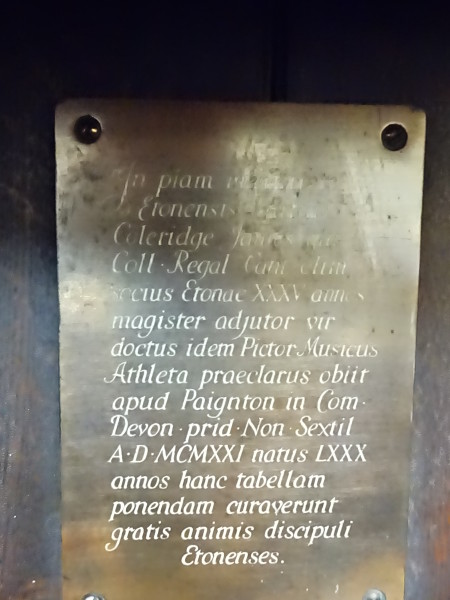 In piam
Etonensis
Coleridge
Coll · Regal Cant olim
socius Etonae XXXV annos
magister adjutor vir
doctus idem Pictor Musicus
Athleta praeclarus obiit
apud Paignton in Com·
Devon · prid · Non · Sextil
A · D · MCMXXI natus LXXX
annos hanc tabellam
ponendam curaverunt
gratis animis discipuli
Etonenses.